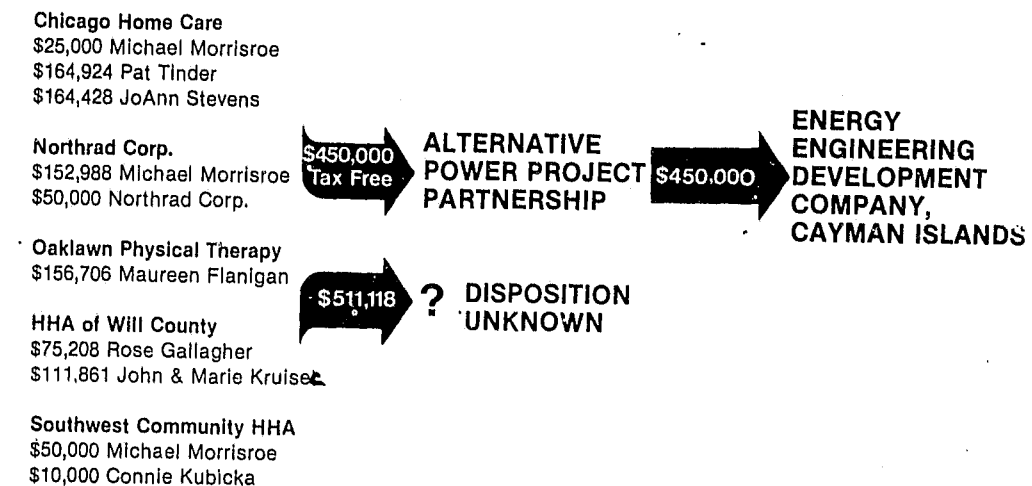 Chicago Home Care
$25,000 Michael Morrisroe
$164,924 Pat Tinder
$164,428 JoAnn Stevens
Northrad Corp.
$152,988 Michael Morrisroe
$50,000 Northrad Corp.
Oaklawn Physical Therapy
$156,706 Maureen Flanigan
HHA of Will County
$75,208 Rose Gallagher
$111,861 John & Marie Kruisec
Southwest Community HHA
$50,000 Michael Morrisroe
$10,000 Connie Kubicka
$450,000
Tax Free
ALTERNATIVE
POWER PROJECT
PARTNERSHIP
$450,000
ENERGY
ENGINEERING
DEVELOPMENT
COMPANY,
CAYMAN ISLANDS
$511,118
? DISPOSITION
UNKNOWN